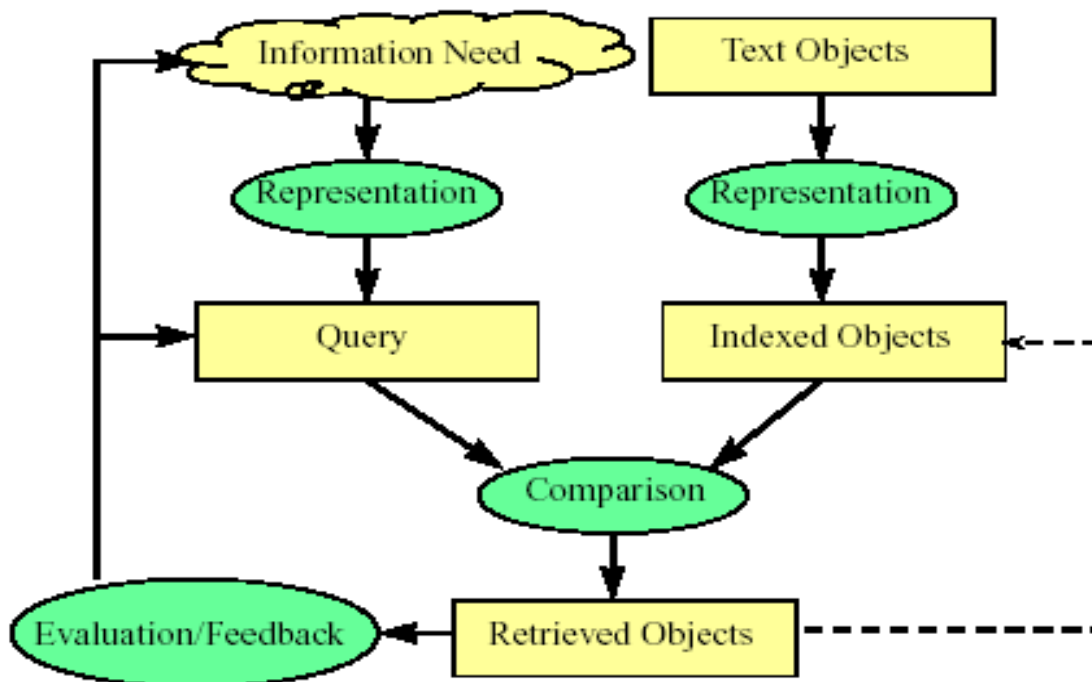 Information Need
Text Objects
Representation
Representation
Query
Indexed Objects
Comparison
Evaluation/Feedback
Retrieved Objects